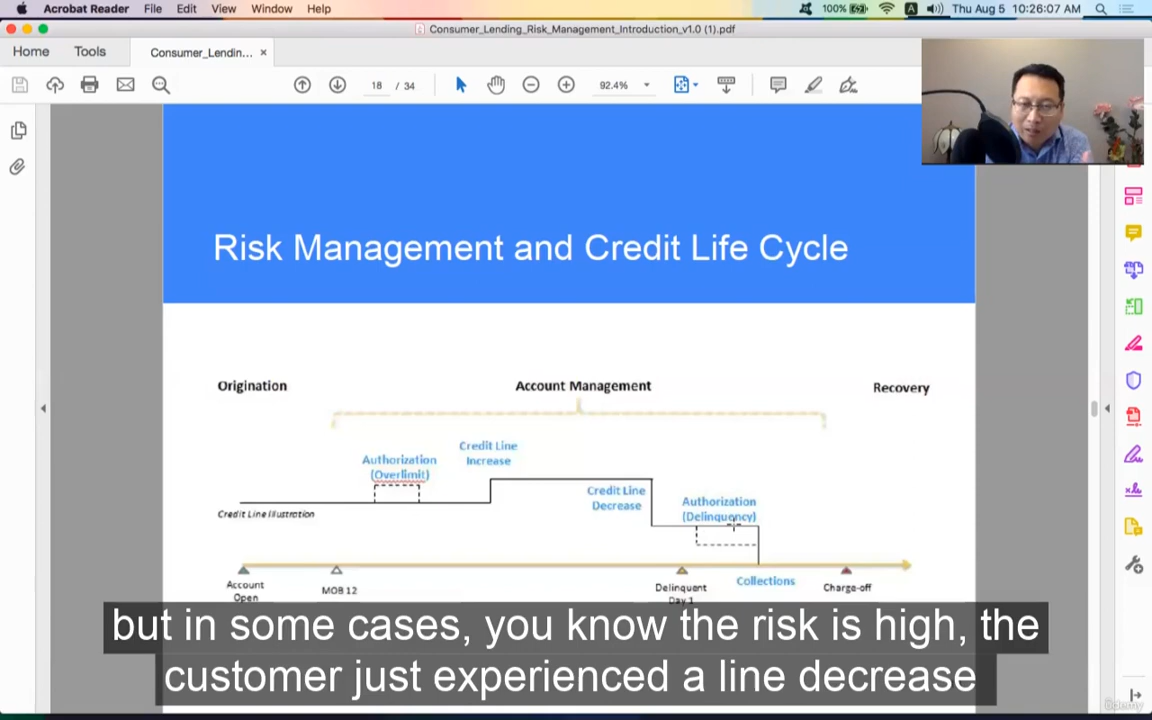 Acrobat Reader File Edit View Window Help 100% A Thu Aug 5 10:26:07 AM
Consumer_Lending_Risk_Management_Introduction_v1.0 (1).pdf
Home Tools Consumer_Lendin... ×
18 / 34 92.4%
Risk Management and Credit Life Cycle
Origination Account Management Recovery
Credit Line
Increase
Authorization
(Overlimit)
Credit Line
Decrease
Authorization
(Delinquency)
Credit Line Illustration
Account
Open
MOB 12
Delinquent
Day 1
Collections
Charge-off
but in some cases, you know the risk is high, the
customer just experienced a line decrease
ûdemy